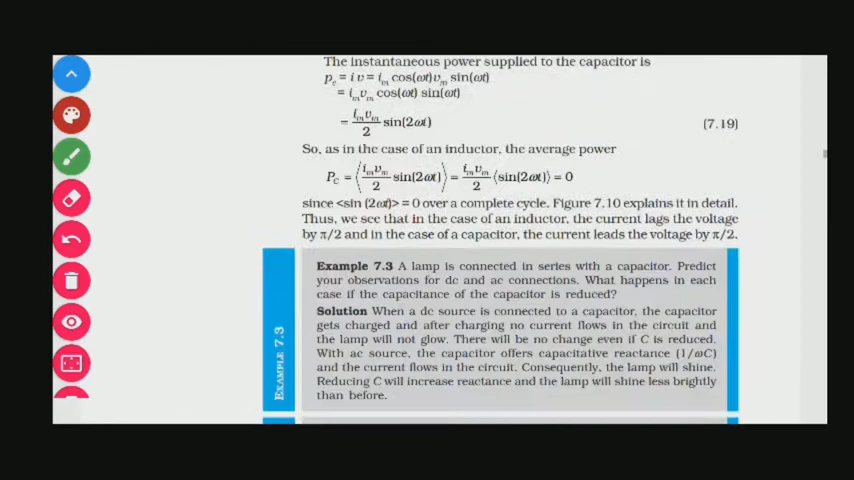 The instantaneous power supplied to the capacitor is
p_c = i v = i_m cos(ωt)v_m sin(ωt)
= i_m v_m cos(ωt) sin(ωt)
= i_m v_m / 2 sin(2ωt) (7.19)
So, as in the case of an inductor, the average power
P_C = ⟨i_m v_m / 2 sin(2ωt)⟩ = i_m v_m / 2 ⟨sin(2ωt)⟩ = 0
since <sin (2ωt)> = 0 over a complete cycle. Figure 7.10 explains it in detail.
Thus, we see that in the case of an inductor, the current lags the voltage
by π/2 and in the case of a capacitor, the current leads the voltage by π/2.
EXAMPLE 7.3
Example 7.3 A lamp is connected in series with a capacitor. Predict
your observations for dc and ac connections. What happens in each
case if the capacitance of the capacitor is reduced?
Solution When a dc source is connected to a capacitor, the capacitor
gets charged and after charging no current flows in the circuit and
the lamp will not glow. There will be no change even if C is reduced.
With ac source, the capacitor offers capacitative reactance (1/ωC)
and the current flows in the circuit. Consequently, the lamp will shine.
Reducing C will increase reactance and the lamp will shine less brightly
than before.